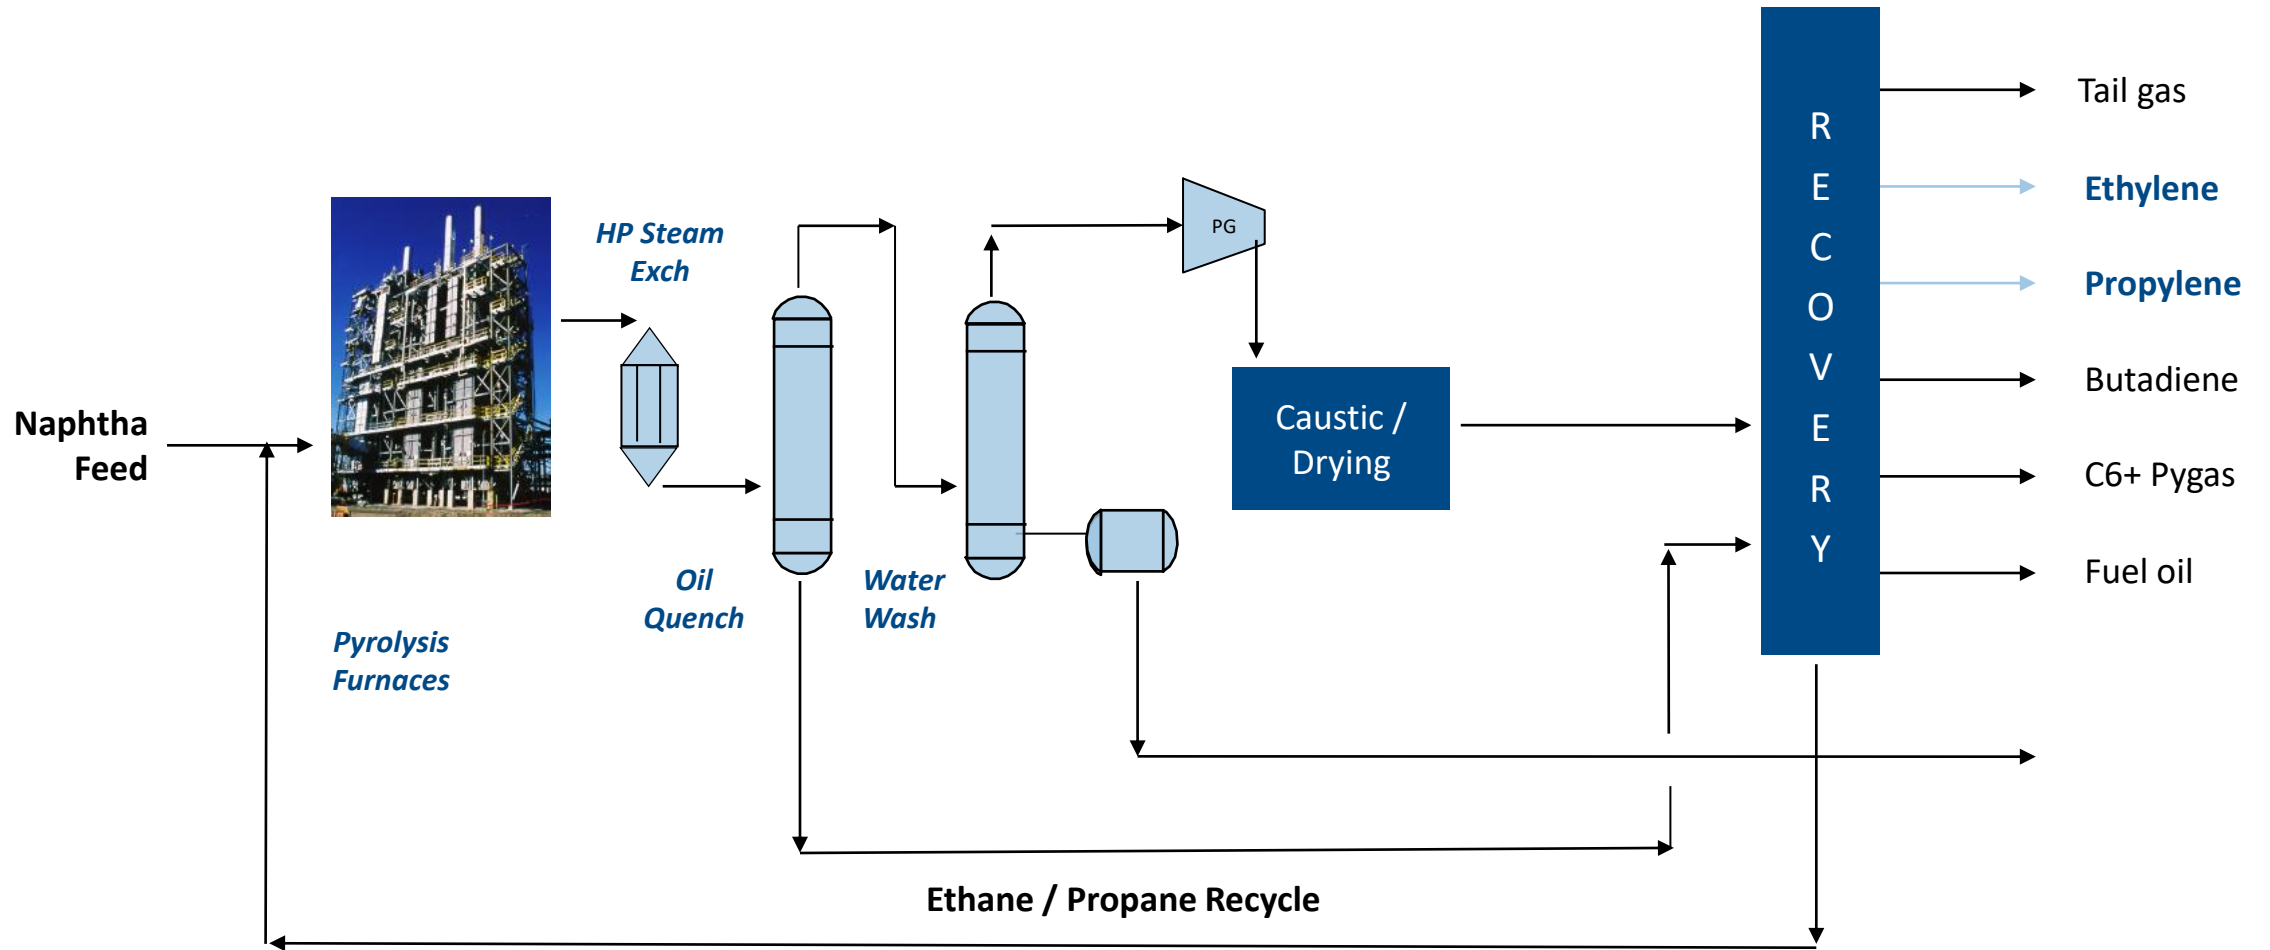 Naphtha
Feed
Pyrolysis
Furnaces
HP Steam
Exch
Oil
Quench
Water
Wash
PG
Caustic /
Drying
R
E
C
O
V
E
R
Y
Tail gas
Ethylene
Propylene
Butadiene
C6+ Pygas
Fuel oil
Ethane / Propane Recycle